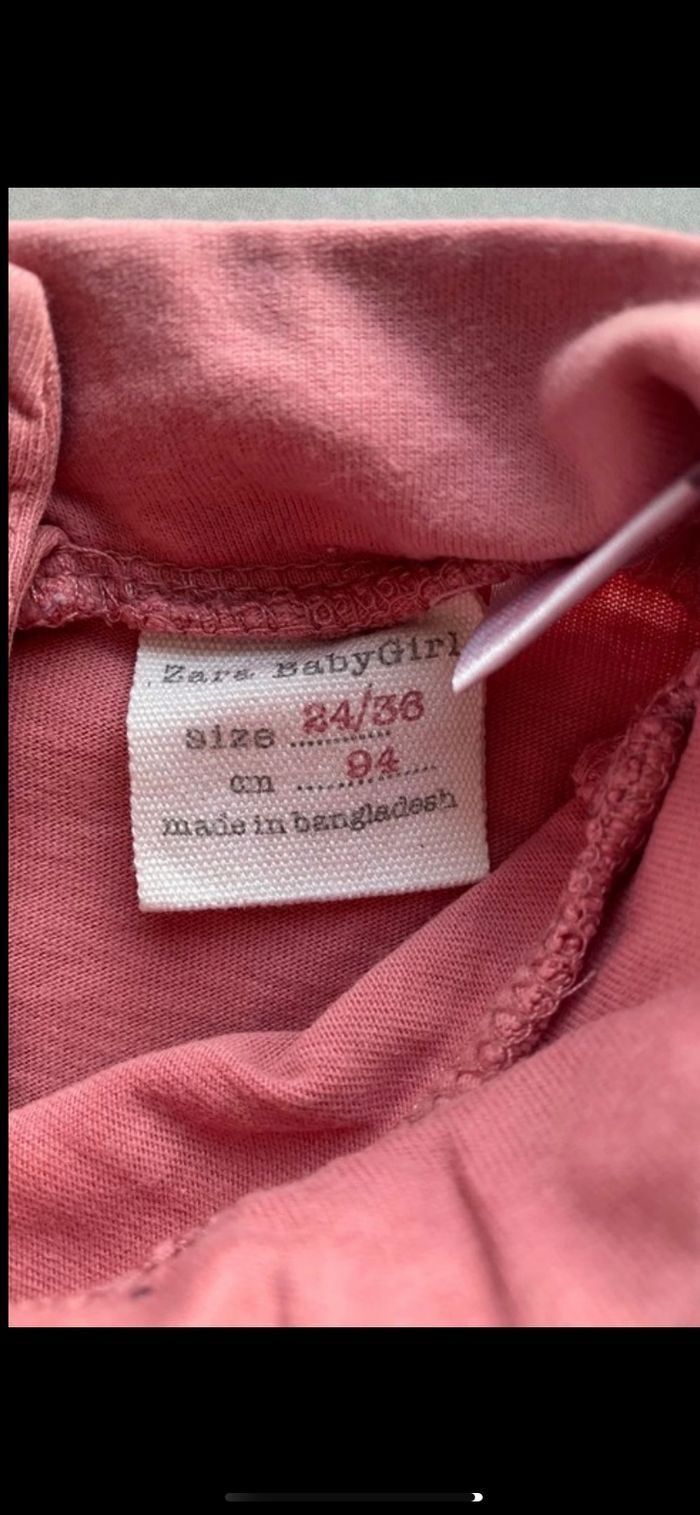 Zara BabyGirl
size 24/36
cm 94
made in bangladesh